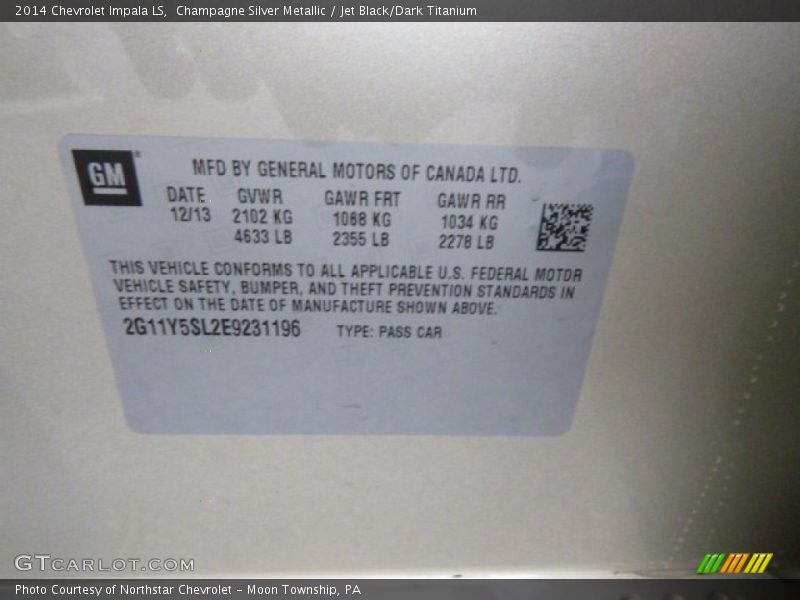 2014 Chevrolet Impala LS,  Champagne Silver Metallic / Jet Black/Dark Titanium
GM
MFD BY GENERAL MOTORS OF CANADA LTD.
DATE GVWR GAWR FRT GAWR RR
12/13 2102 KG 1068 KG 1034 KG
4633 LB 2355 LB 2278 LB
THIS VEHICLE CONFORMS TO ALL APPLICABLE U.S. FEDERAL MOTOR
VEHICLE SAFETY, BUMPER, AND THEFT PREVENTION STANDARDS IN
EFFECT ON THE DATE OF MANUFACTURE SHOWN ABOVE.
2G11Y5SL2E9231196 TYPE: PASS CAR
GTCARLOT.COM
Photo Courtesy of Northstar Chevrolet – Moon Township, PA